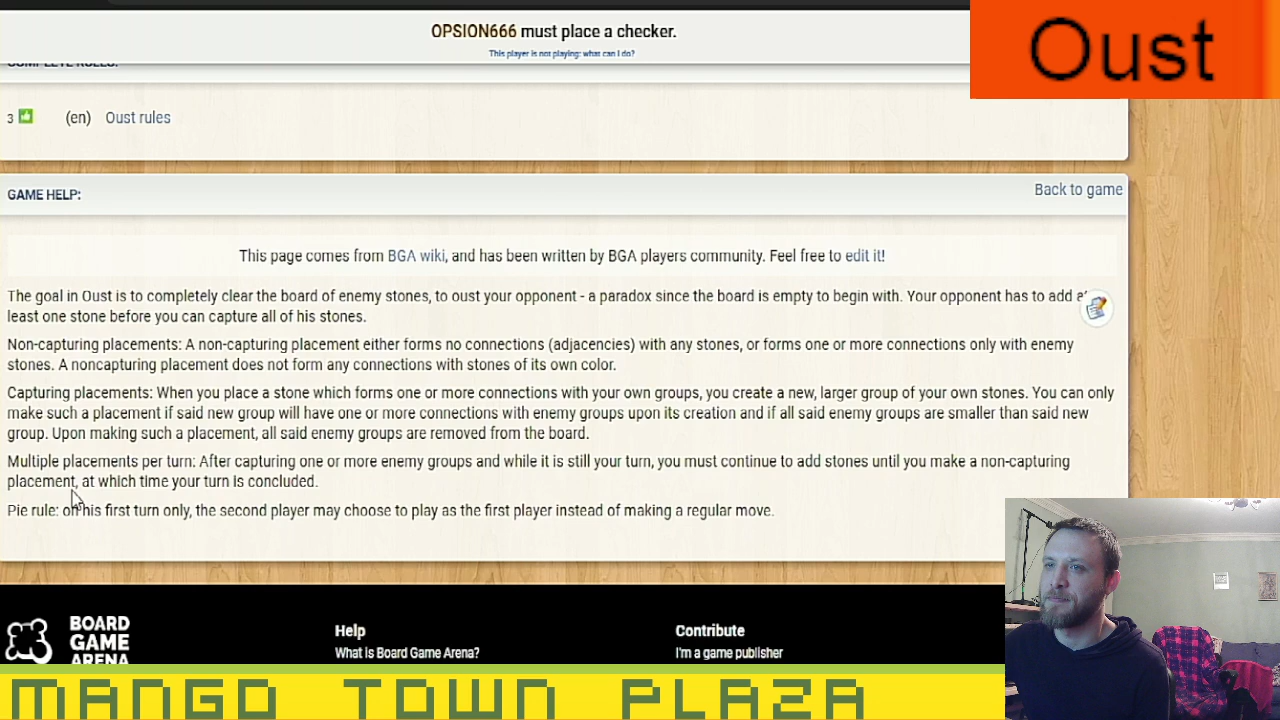 OPSION666 must place a checker.
This player is not playing: what can I do?
Oust
COMPLETE RULES:
3 (en) Oust rules
GAME HELP:
Back to game
This page comes from BGA wiki, and has been written by BGA players community. Feel free to edit it!
The goal in Oust is to completely clear the board of enemy stones, to oust your opponent - a paradox since the board is empty to begin with. Your opponent has to add at
least one stone before you can capture all of his stones.
Non-capturing placements: A non-capturing placement either forms no connections (adjacencies) with any stones, or forms one or more connections only with enemy
stones. A noncapturing placement does not form any connections with stones of its own color.
Capturing placements: When you place a stone which forms one or more connections with your own groups, you create a new, larger group of your own stones. You can only
make such a placement if said new group will have one or more connections with enemy groups upon its creation and if all said enemy groups are smaller than said new
group. Upon making such a placement, all said enemy groups are removed from the board.
Multiple placements per turn: After capturing one or more enemy groups and while it is still your turn, you must continue to add stones until you make a non-capturing
placement, at which time your turn is concluded.
Pie rule: on his first turn only, the second player may choose to play as the first player instead of making a regular move.
BOARD
GAME
ARENA
Help
What is Board Game Arena?
Contribute
I'm a game publisher
MANGO TOWN PLAZA